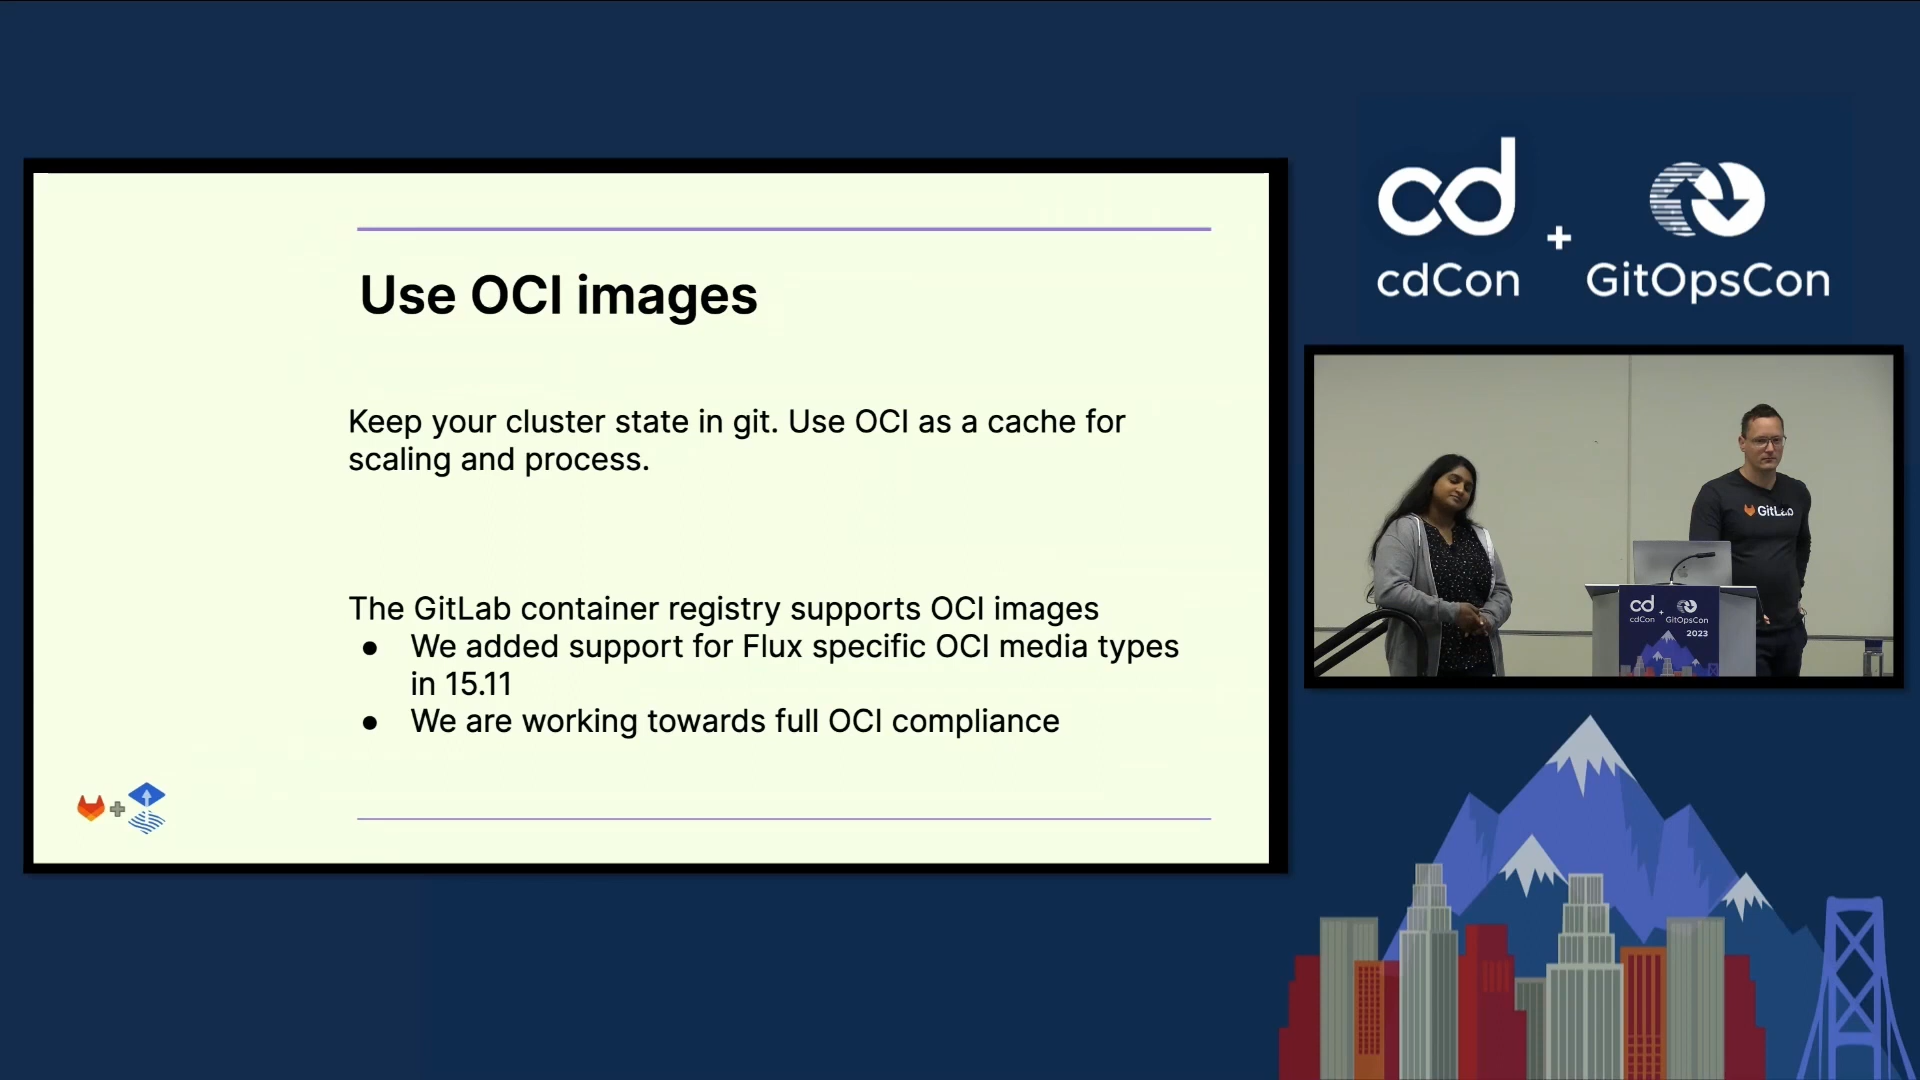 Use OCI images
Keep your cluster state in git. Use OCI as a cache for
scaling and process.
The GitLab container registry supports OCI images
● We added support for Flux specific OCI media types
in 15.11
● We are working towards full OCI compliance
cd
cdCon
+
GitOpsCon
GitLab
cd
cdCon
+
GitOpsCon
2023